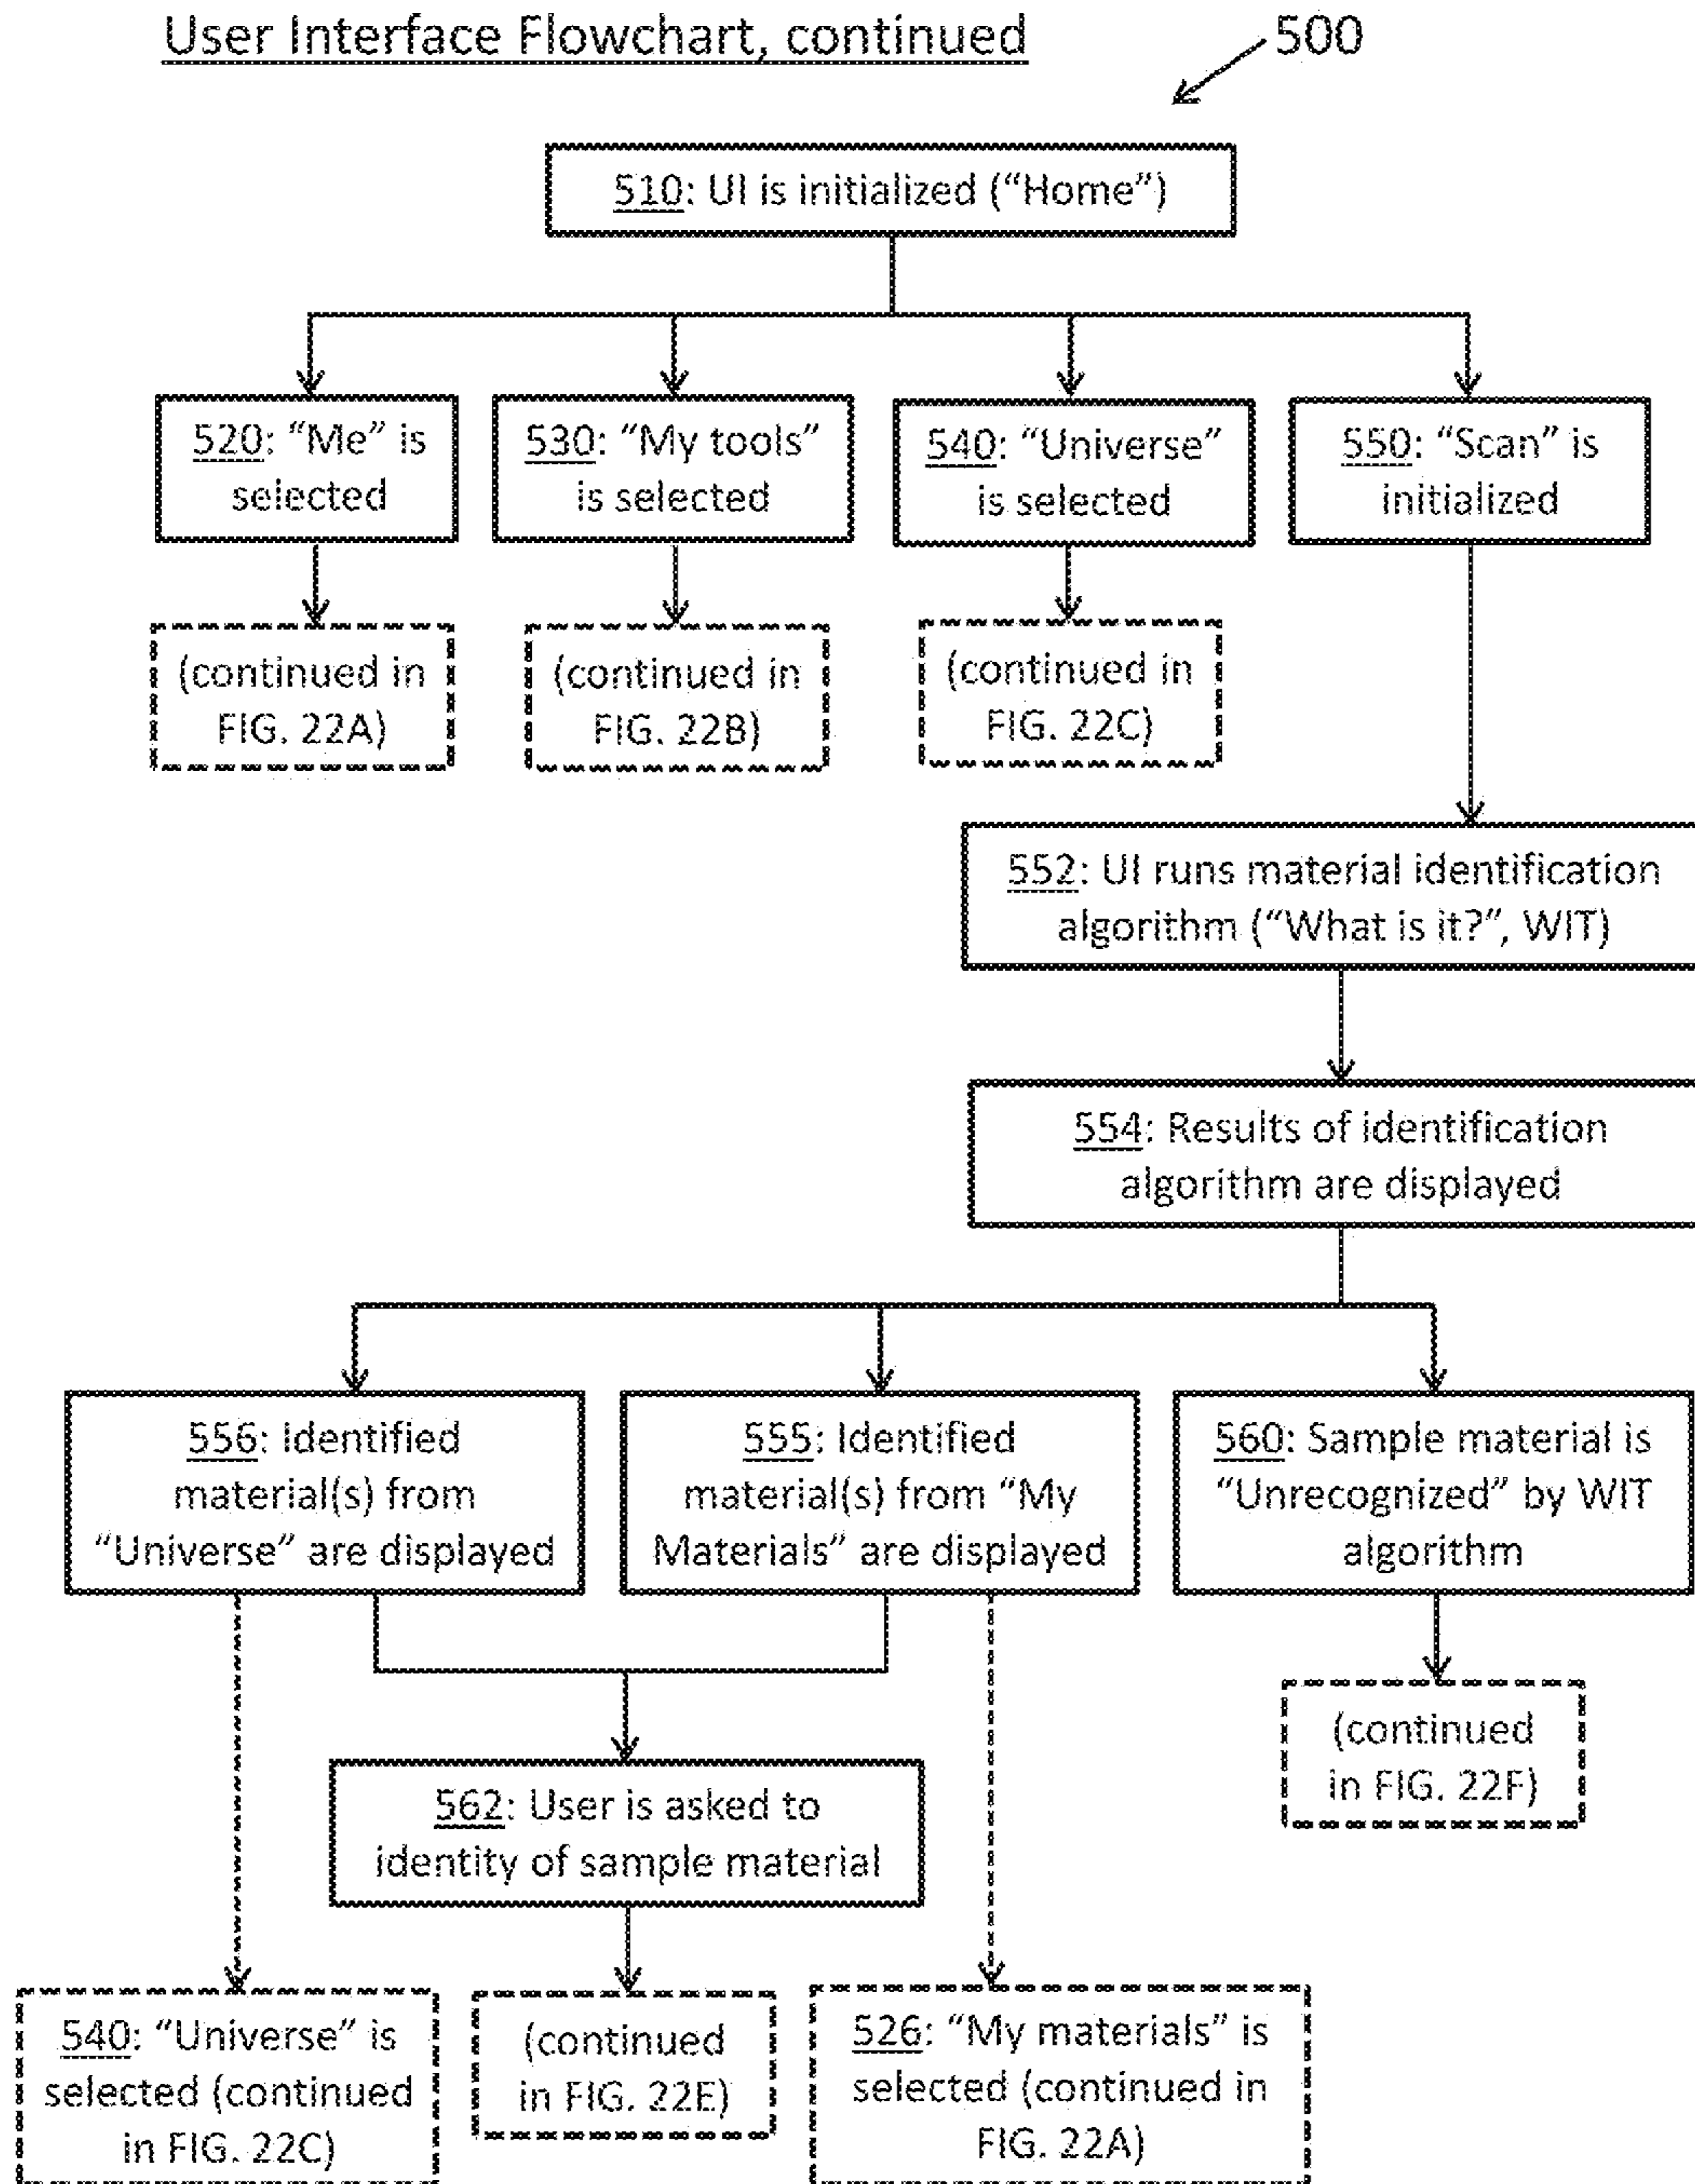 User Interface Flowchart, continued
500
510: UI is initialized (“Home”)
520: “Me” is
selected
530: “My tools”
is selected
540: “Universe”
is selected
550: “Scan” is
initialized
(continued in
FIG. 22A)
(continued in
FIG. 22B)
(continued in
FIG. 22C)
552: UI runs material identification
algorithm (“What is it?”, WIT)
554: Results of identification
algorithm are displayed
556: Identified
material(s) from
“Universe” are displayed
555: Identified
material(s) from “My
Materials” are displayed
560: Sample material is
“Unrecognized” by WIT
algorithm
(continued
in FIG. 22F)
562: User is asked to
identity of sample material
540: “Universe” is
selected (continued
in FIG. 22C)
(continued
in FIG. 22E)
526: “My materials” is
selected (continued in
FIG. 22A)